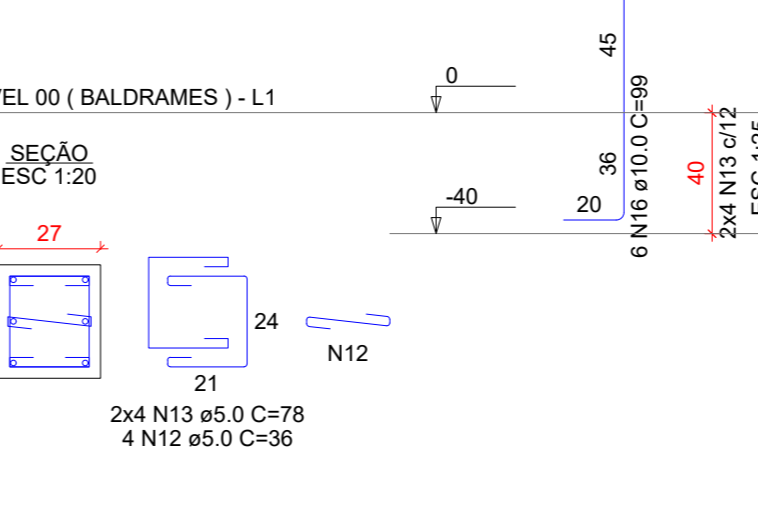 45
0
VEL 00 ( BALDRAMES ) - L1
6 N16 ø10.0 C=99
2x4 N13 c/12
SEÇÃO
ESC 1:20
36
40
20
-40
27
24
N12
21
2x4 N13 ø5.0 C=78
4 N12 ø5.0 C=36